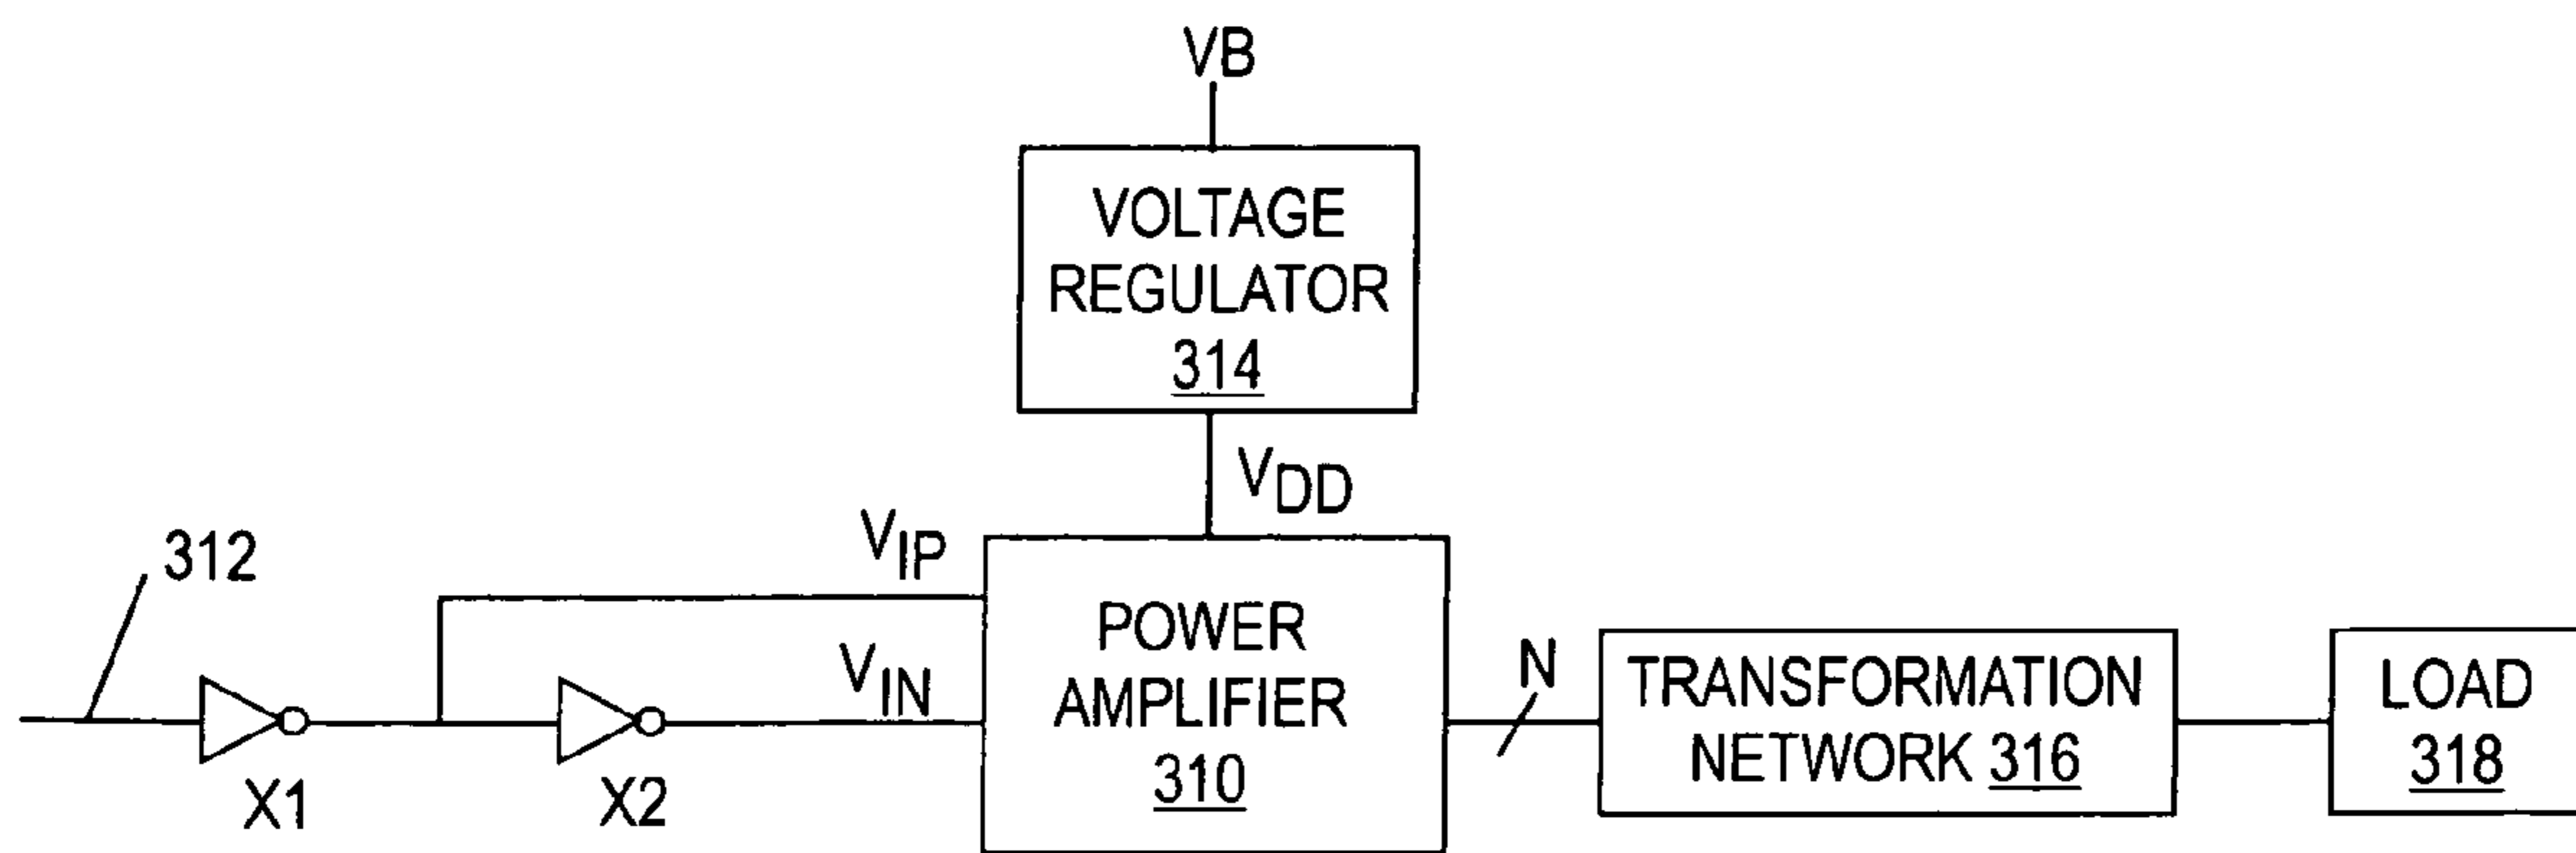 VB
VOLTAGE
REGULATOR
314
VDD
312
VIP
VIN
X1
X2
POWER
AMPLIFIER
310
N
TRANSFORMATION
NETWORK 316
LOAD
318